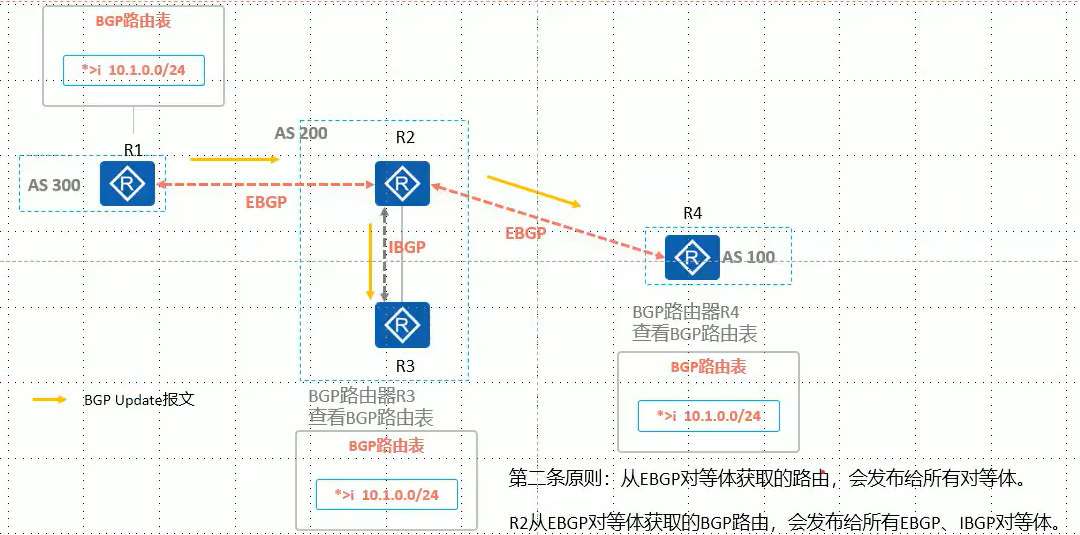 BGP路由表
*>i 10.1.0.0/24
R1
AS 200
R2
AS 300
EBGP
R4
EBGP
IBGP
AS 100
BGP路由器R4
查看BGP路由表
R3
BGP路由表
BGP Update报文
BGP路由器R3
查看BGP路由表
*>i 10.1.0.0/24
BGP路由表
*>i 10.1.0.0/24
第二条原则：从EBGP对等体获取的路由，会发布给所有对等体。
R2从EBGP对等体获取的BGP路由，会发布给所有EBGP、IBGP对等体。